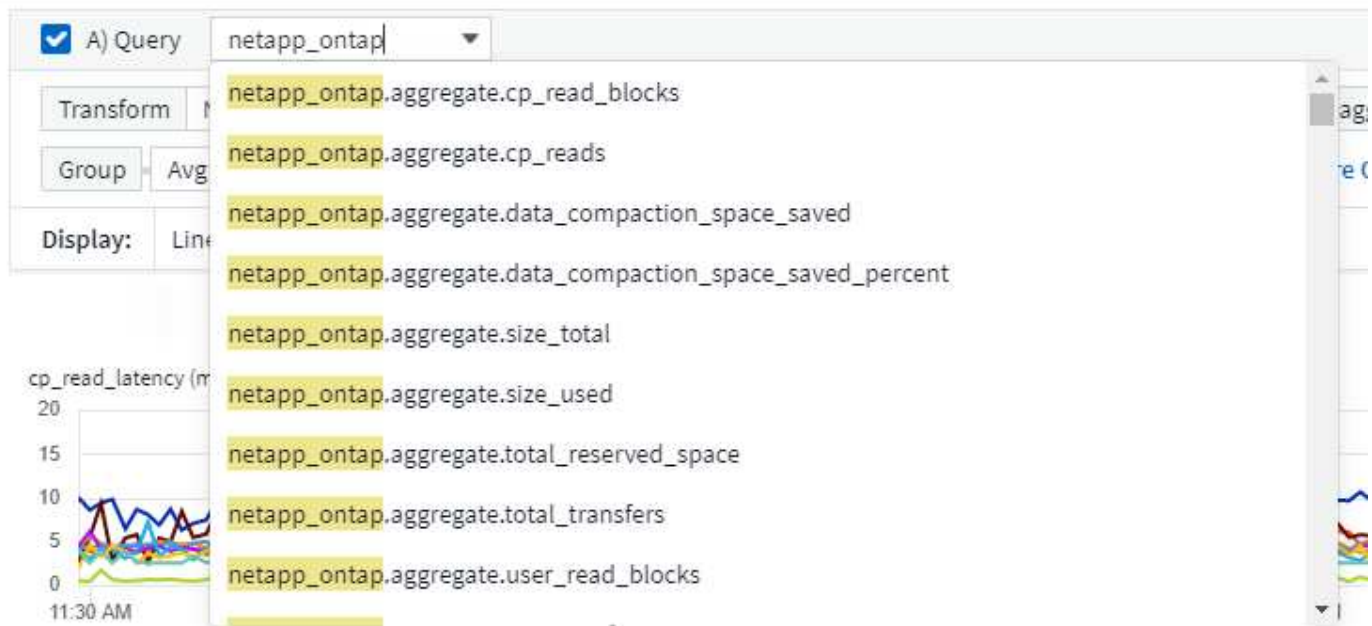 A) Query netapp_ontap
netapp_ontap.aggregate.cp_read_blocks
Transform
netapp_ontap.aggregate.cp_reads
Group Avg
netapp_ontap.aggregate.data_compaction_space_saved
Display: Line
netapp_ontap.aggregate.data_compaction_space_saved_percent
netapp_ontap.aggregate.size_total
cp_read_latency (m
netapp_ontap.aggregate.size_used
20
15
netapp_ontap.aggregate.total_reserved_space
10
netapp_ontap.aggregate.total_transfers
5
netapp_ontap.aggregate.user_read_blocks
0
11:30 AM